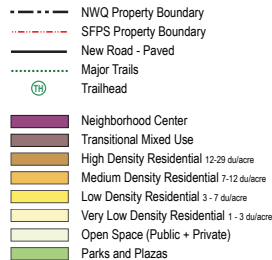 NWQ Property Boundary
SFPS Property Boundary
New Road - Paved
Major Trails
TH Trailhead
Neighborhood Center
Transitional Mixed Use
High Density Residential 12-29 du/acre
Medium Density Residential 7-12 du/acre
Low Density Residential 3 - 7 du/acre
Very Low Density Residential 1 - 3 du/acre
Open Space (Public + Private)
Parks and Plazas